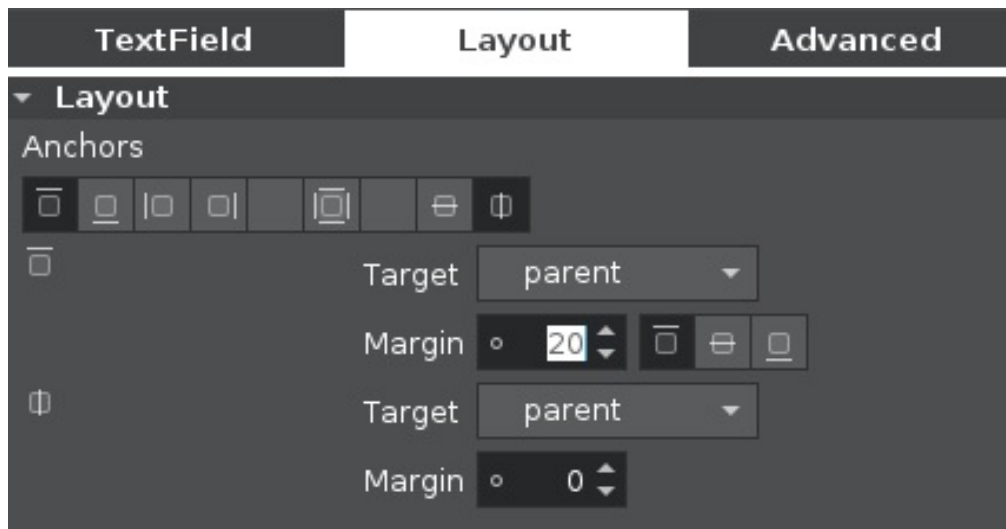 TextField Layout Advanced
Layout
Anchors
Target parent
Margin 20
Target parent
Margin 0